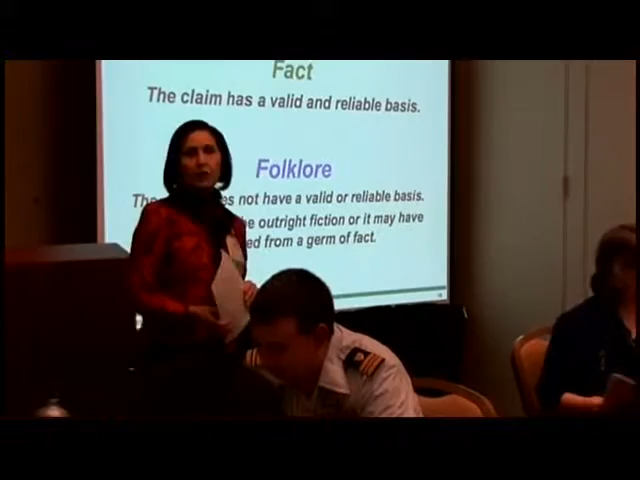 Fact
The claim has a valid and reliable basis.
Folklore
The es not have a valid or reliable basis.
be outright fiction or it may have
ed from a germ of fact.